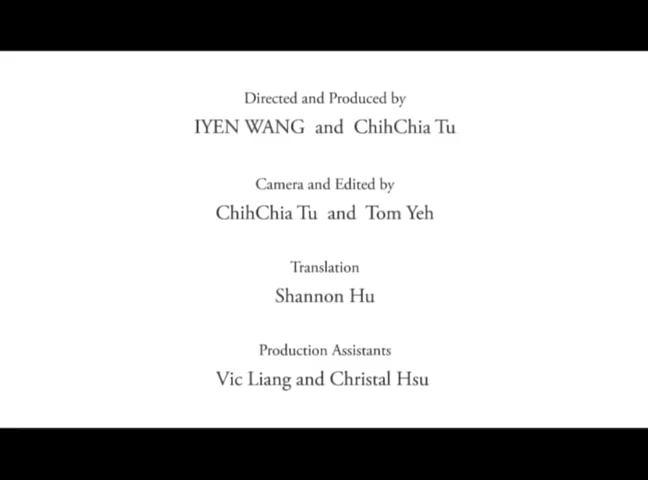 Directed and Produced by
IYEN WANG and ChihChia Tu
Camera and Edited by
ChihChia Tu and Tom Yeh
Translation
Shannon Hu
Production Assistants
Vic Liang and Christal Hsu